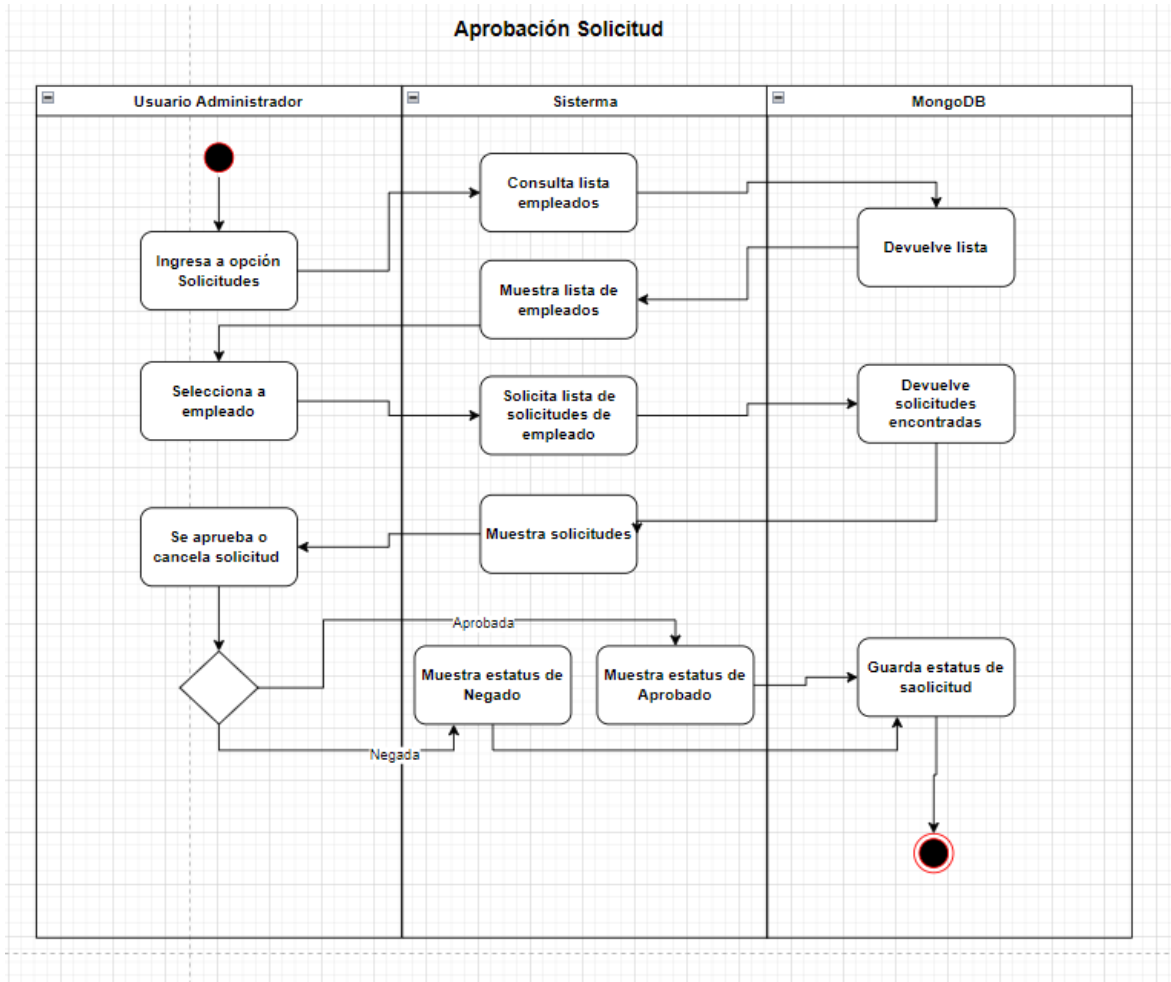 Aprobación Solicitud
Usuario Administrador
Sisterma
MongoDB
Consulta lista
empleados
Devuelve lista
Ingresa a opción
Solicitudes
Muestra lista de
empleados
Selecciona a
empleado
Solicita lista de
solicitudes de
empleado
Devuelve
solicitudes
encontradas
Muestra solicitudes
Se aprueba o
cancela solicitud
Aprobada
Muestra estatus de
Negado
Muestra estatus de
Aprobado
Guarda estatus de
saolicitud
Negada